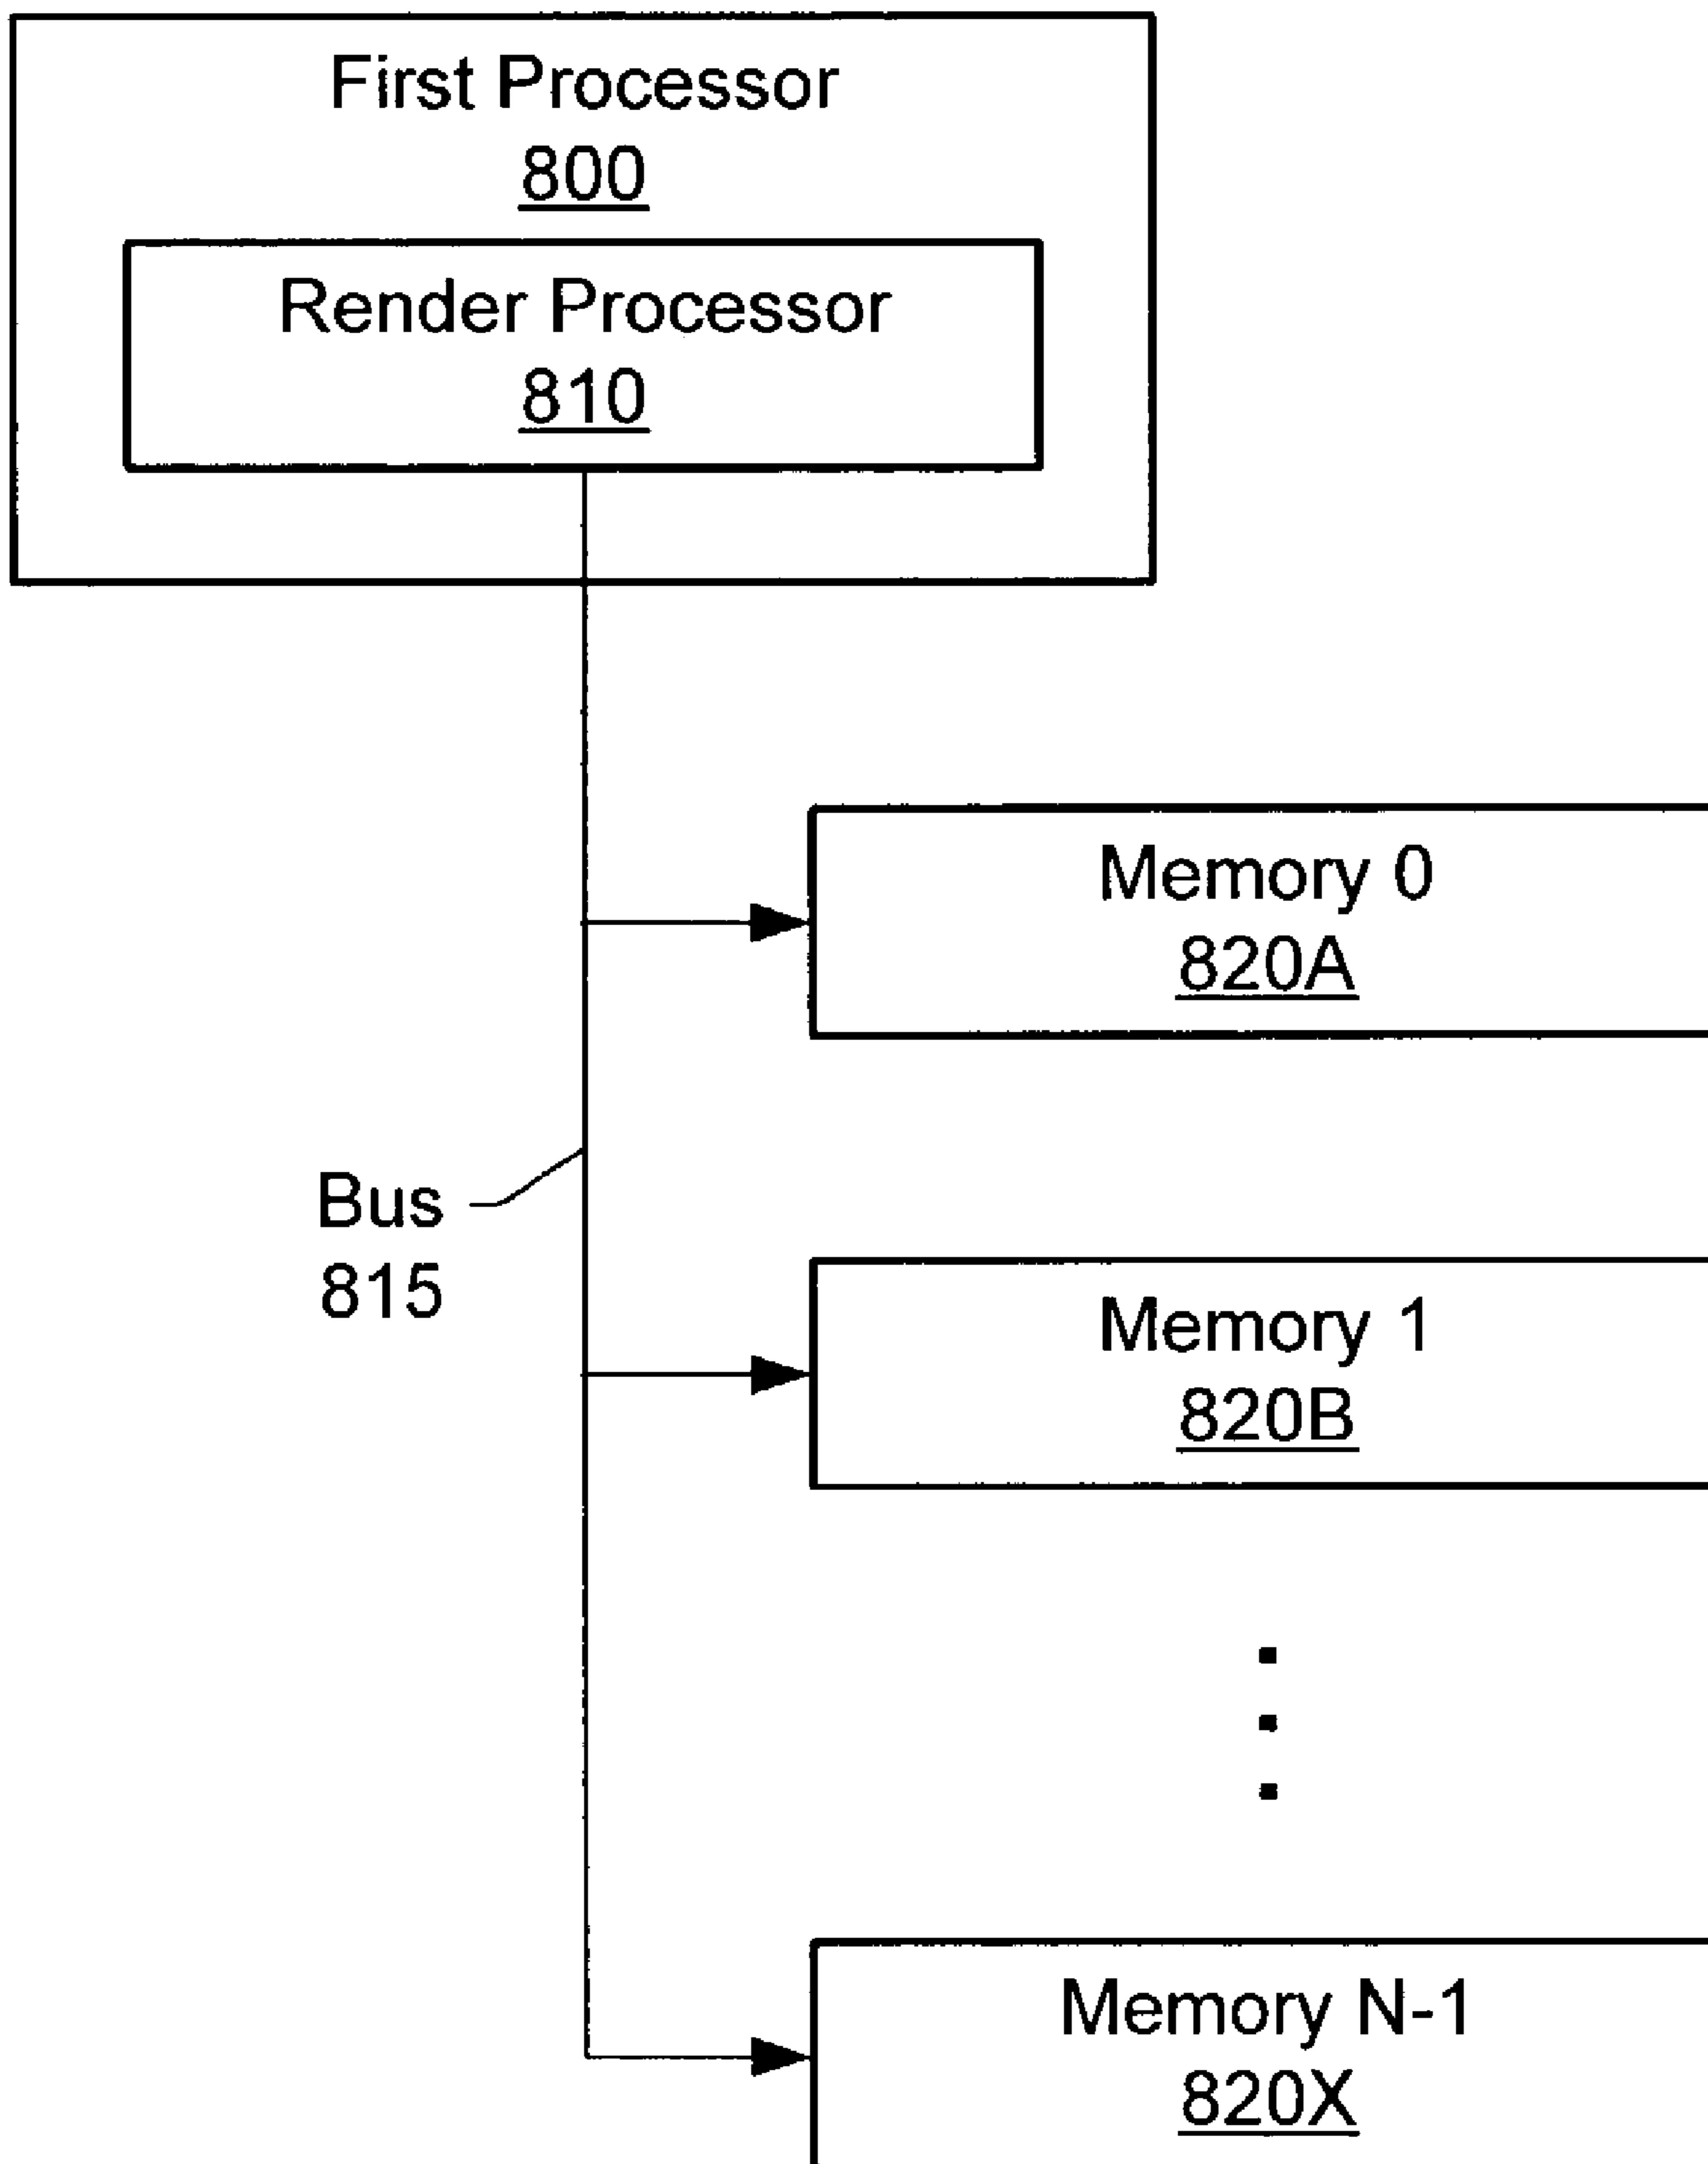 First Processor
800
Render Processor
810
Memory 0
820A
Bus
815
Memory 1
820B
Memory N-1
820X